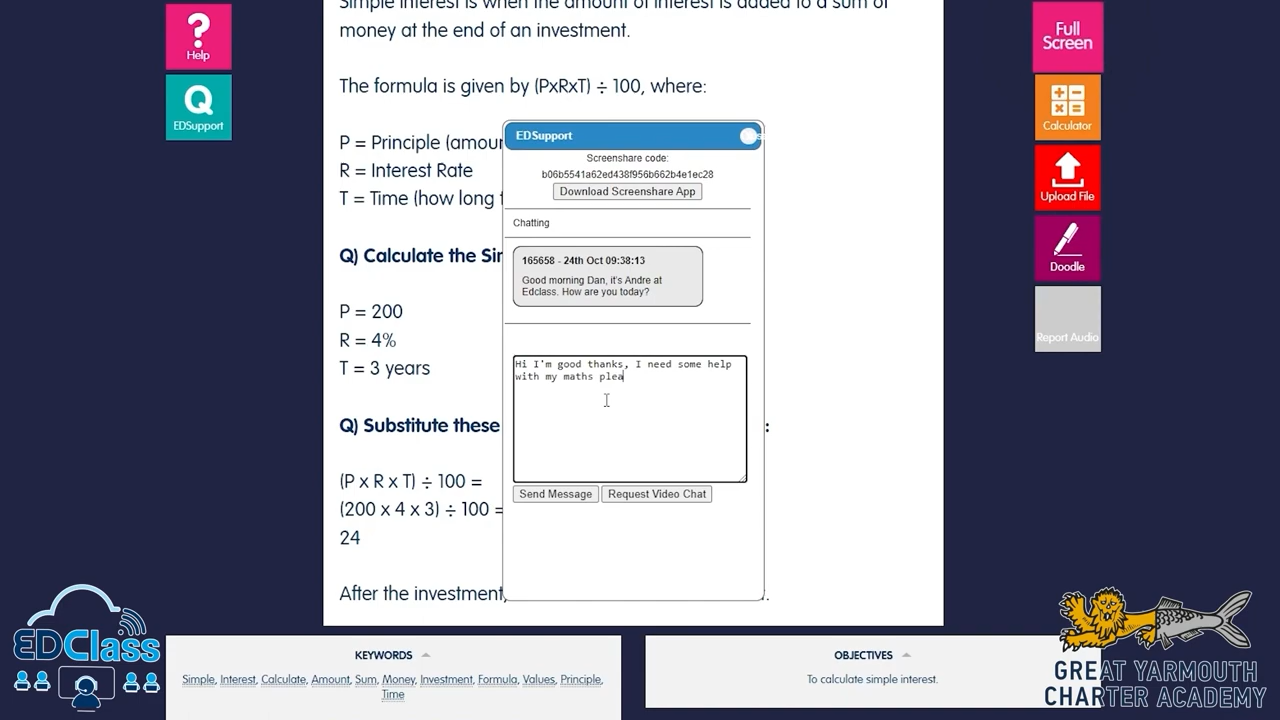 Simple interest is when the amount of interest is added to a sum of
money at the end of an investment.
The formula is given by (PxRxT) ÷ 100, where:
P = Principle (amoun
R = Interest Rate
T = Time (how long t
Q) Calculate the Sim
P = 200
R = 4%
T = 3 years
Q) Substitute these
:
(P x R x T) ÷ 100 =
(200 x 4 x 3) ÷ 100 =
24
After the investment,
.
?
Help
Q
EDSupport
EDSupport
Screenshare code:
b06b5541a62ed438f956b662b4e1ec28
Download Screenshare App
Chatting
165658 - 24th Oct 09:38:13
Good morning Dan, it's Andre at
Edclass. How are you today?
Hi I'm good thanks, I need some help
with my maths plea
Send Message
Request Video Chat
Full
Screen
Calculator
Upload File
Doodle
Report Audio
KEYWORDS
Simple, Interest, Calculate, Amount, Sum, Money, Investment, Formula, Values, Principle,
Time
OBJECTIVES
To calculate simple interest.
EDClass
GREAT YARMOUTH
CHARTER ACADEMY